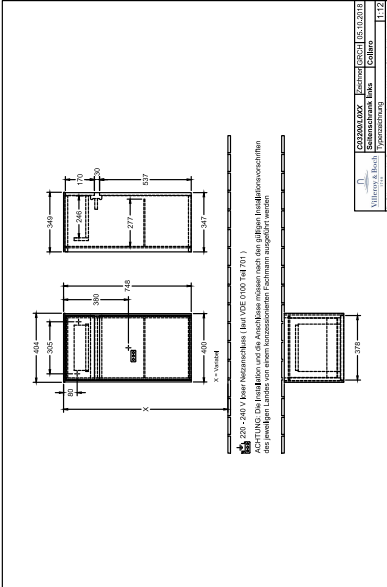 404
305
80
380
748
X
400
X = Variabel
349
170
30
246
277
537
347
220 - 240 V loser Netzanschluss ( laut VDE 0100 Teil 701 )
ACHTUNG: Die Installation und die Anschlüsse müssen nach den gültigen Installationsvorschriften
des jeweiligen Landes von einem konzessionierten Fachmann ausgeführt werden
378
Villeroy & Boch
1748
C03200/L0XX Zeichner GRCH 05.10.2018
Seitenschrank links Collaro
Typenzeichnung 1:12